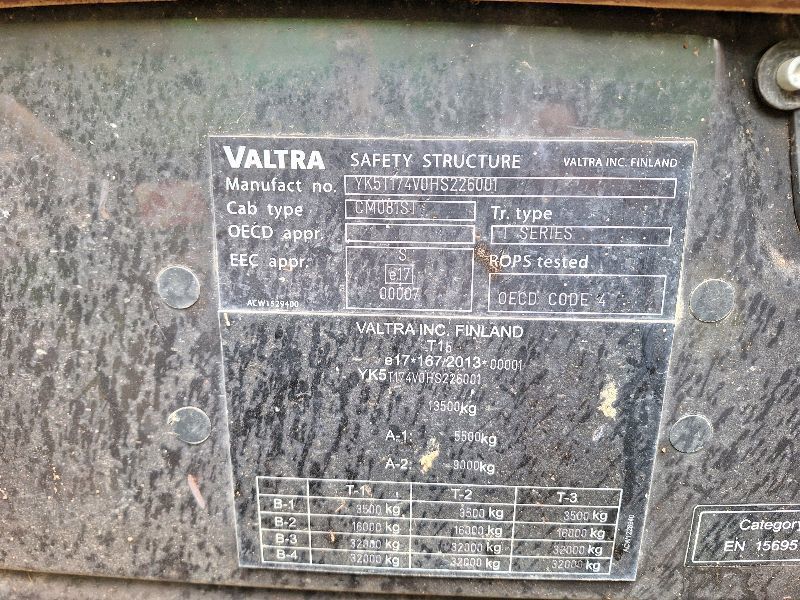 VALTRA SAFETY STRUCTURE VALTRA INC. FINLAND
Manufact no. YK5T174V0HS226001
Cab type CM081ST Tr. type
OECD appr. T SERIES
EEC appr. S ROPS tested
e17
00007 OECD CODE 4
ACW1529400
VALTRA INC. FINLAND
T1b
e17*167/2013*00001
YK5T174V0HS226001
13500kg
A-1: 5500kg
A-2: 9000kg
T-1 T-2 T-3
B-1 3500 kg 3500 kg 3500 kg
B-2 16000 kg 16000 kg 16000 kg
B-3 32000 kg 32000 kg 32000 kg
B-4 32000 kg 32000 kg 32000 kg
Category
EN 15695